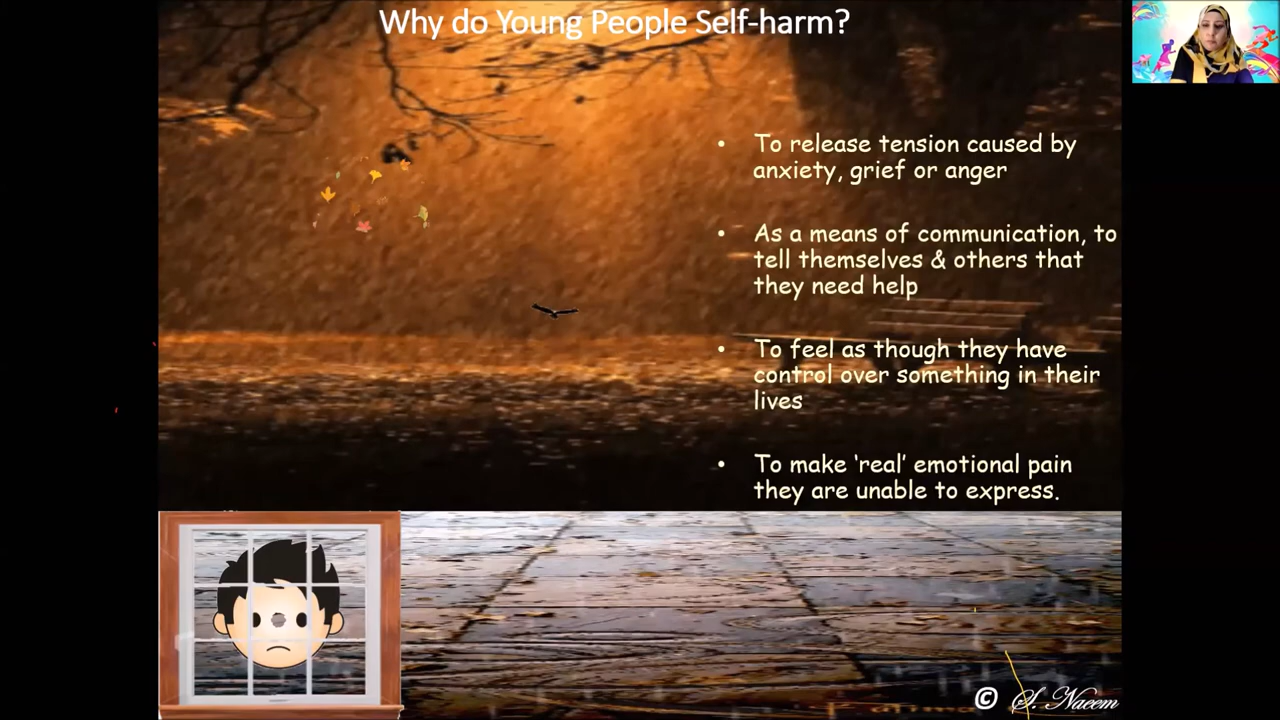 Why do Young People Self-harm?
• To release tension caused by
anxiety, grief or anger
• As a means of communication, to
tell themselves & others that
they need help
• To feel as though they have
control over something in their
lives
• To make ‘real’ emotional pain
they are unable to express.
© S. Naeem